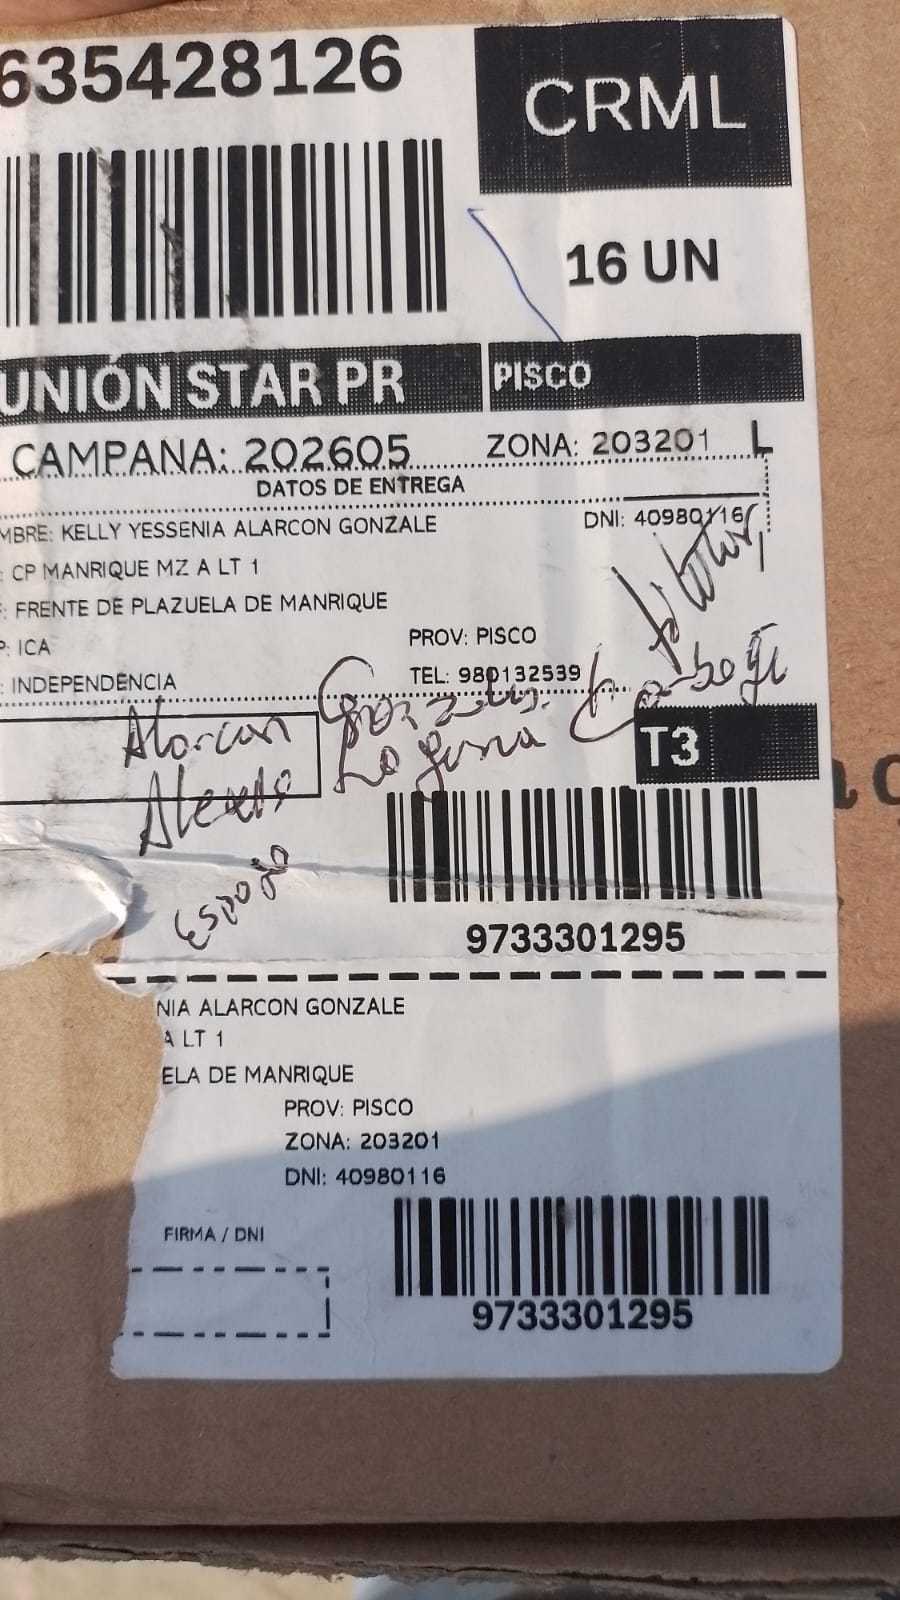 635428126
CRML
16 UN
UNIÓN STAR PR
PISCO
CAMPAÑA: 202605
ZONA: 203201 L
DATOS DE ENTREGA
MBRE: KELLY YESSENIA ALARCON GONZALE
DNI: 40980116
: CP MANRIQUE MZ A LT 1
: FRENTE DE PLAZUELA DE MANRIQUE
P: ICA
PROV: PISCO
: INDEPENDENCIA
TEL: 980132539
Alarcon Gonzales
Alexis
Esposo
T3
9733301295
NIA ALARCON GONZALE
A LT 1
ELA DE MANRIQUE
PROV: PISCO
ZONA: 203201
DNI: 40980116
FIRMA / DNI
9733301295